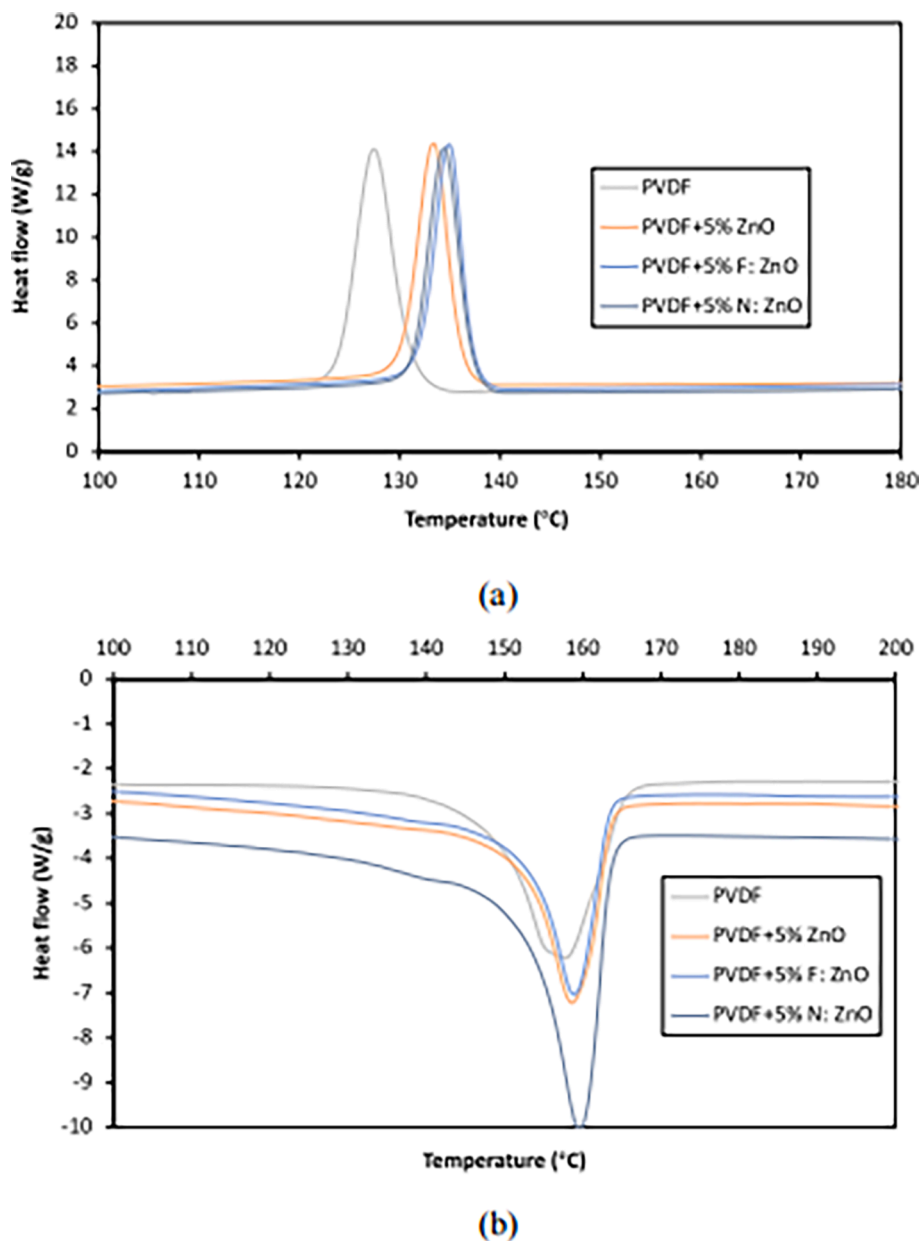 20
18
16
14
12
10
8
6
4
2
0
Heat flow (W/g)
PVDF
PVDF+5% ZnO
PVDF+5% F: ZnO
PVDF+5% N: ZnO
100 110 120 130 140 150 160 170 180
Temperature (°C)
(a)
100 110 120 130 140 150 160 170 180 190 200
0
-1
-2
-3
-4
-5
-6
-7
-8
-9
-10
Heat flow (W/g)
PVDF
PVDF+5% ZnO
PVDF+5% F: ZnO
PVDF+5% N: ZnO
Temperature (°C)
(b)